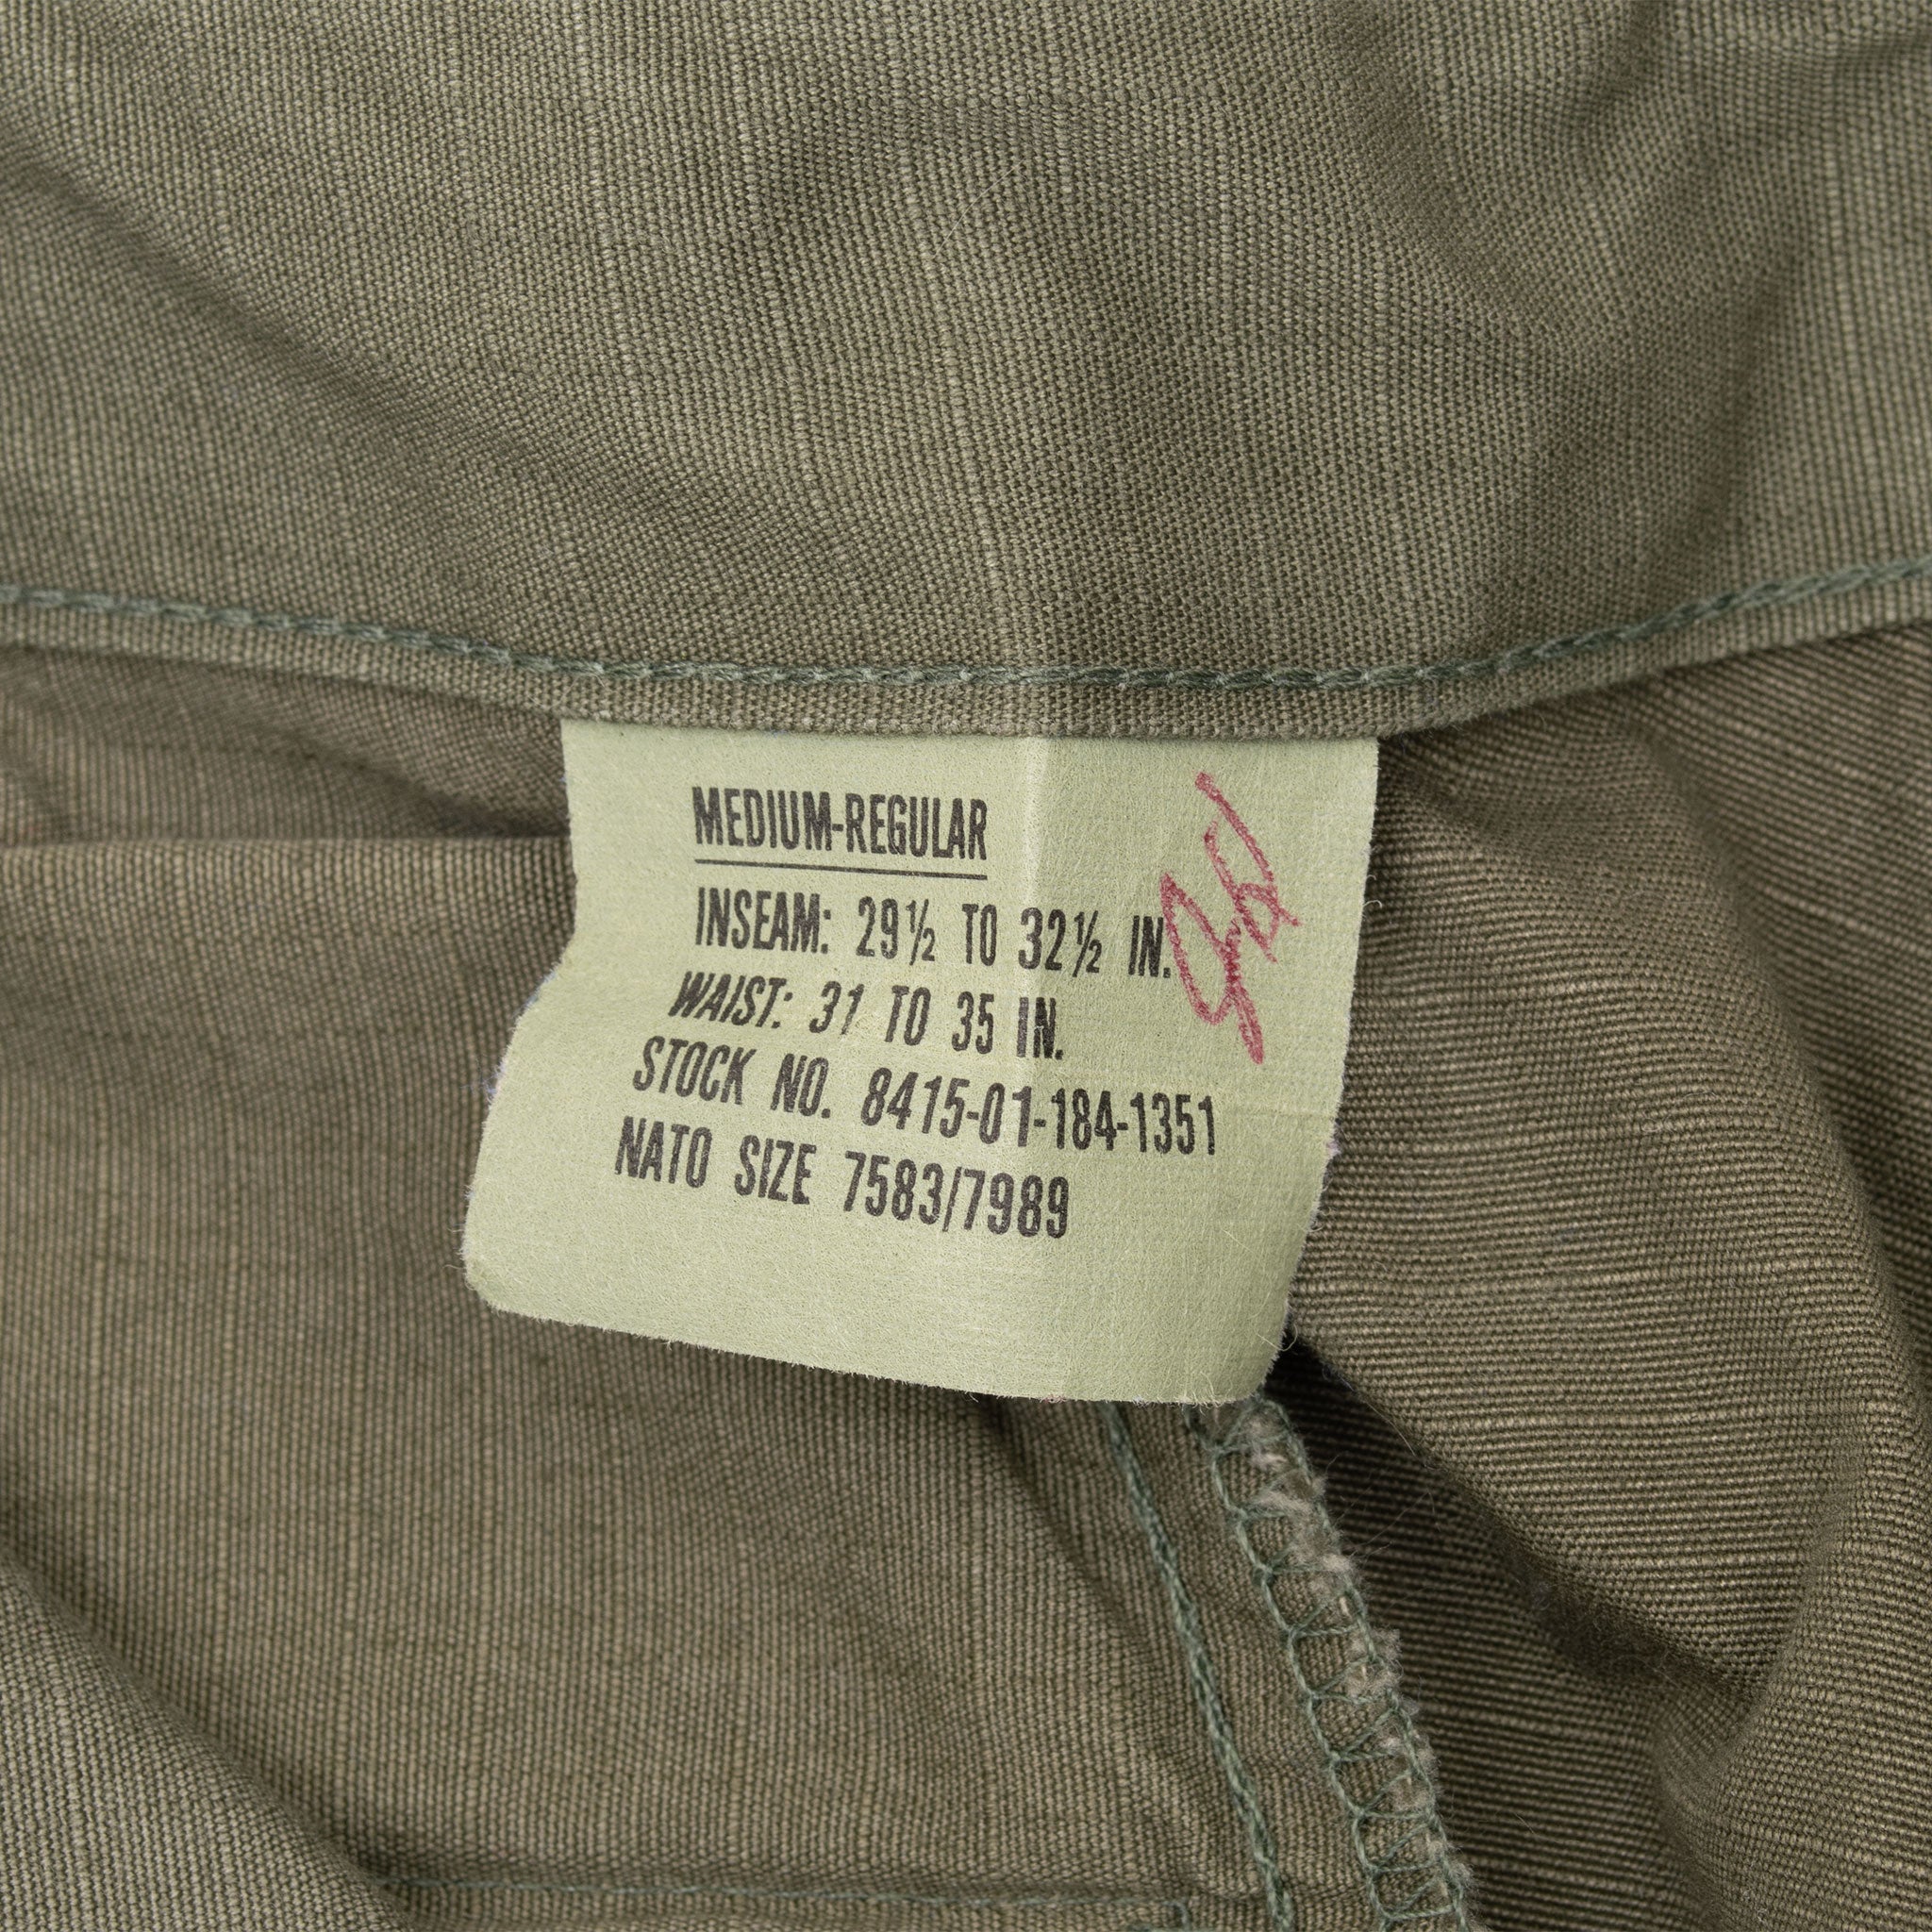 MEDIUM-REGULAR
INSEAM: 29½ TO 32½ IN.
WAIST: 31 TO 35 IN.
STOCK NO. 8415-01-184-1351
NATO SIZE 7583/7989